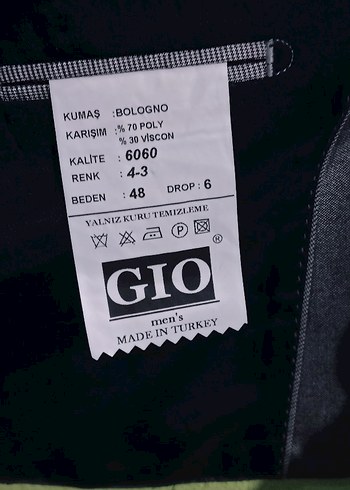 KUMAŞ :BOLOGNO
KARIŞIM :% 70 POLY
% 30 VİSCON
KALİTE : 6060
RENK : 4-3
BEDEN : 48 DROP : 6
YALNIZ KURU TEMİZLEME
P
®
GIO
men's
MADE IN TURKEY